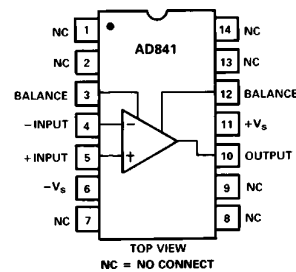 AD841
NC 1
NC 2
BALANCE 3
-INPUT 4
+INPUT 5
-Vs 6
NC 7
14 NC
13 NC
12 BALANCE
11 +Vs
10 OUTPUT
9 NC
8 NC
−
+
TOP VIEW
NC = NO CONNECT